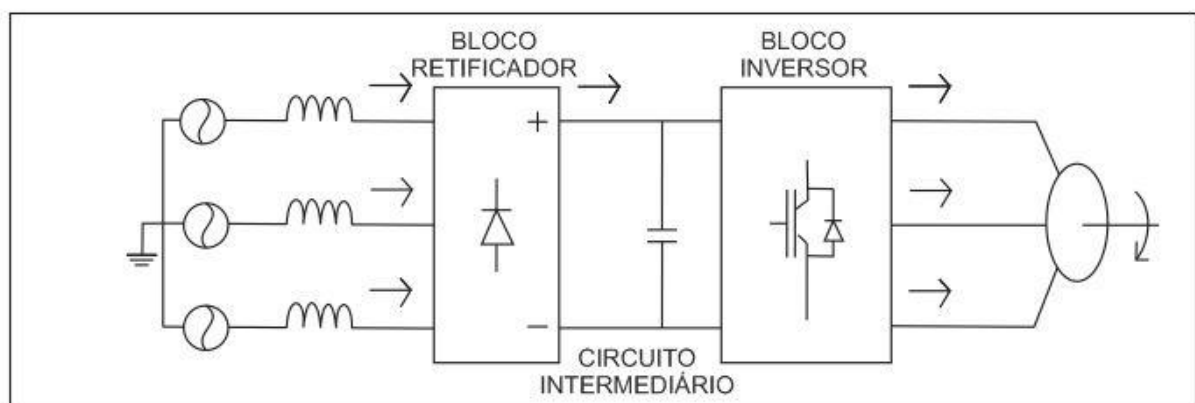 BLOCO
RETIFICADOR
BLOCO
INVERSOR
+
−
CIRCUITO
INTERMEDIÁRIO